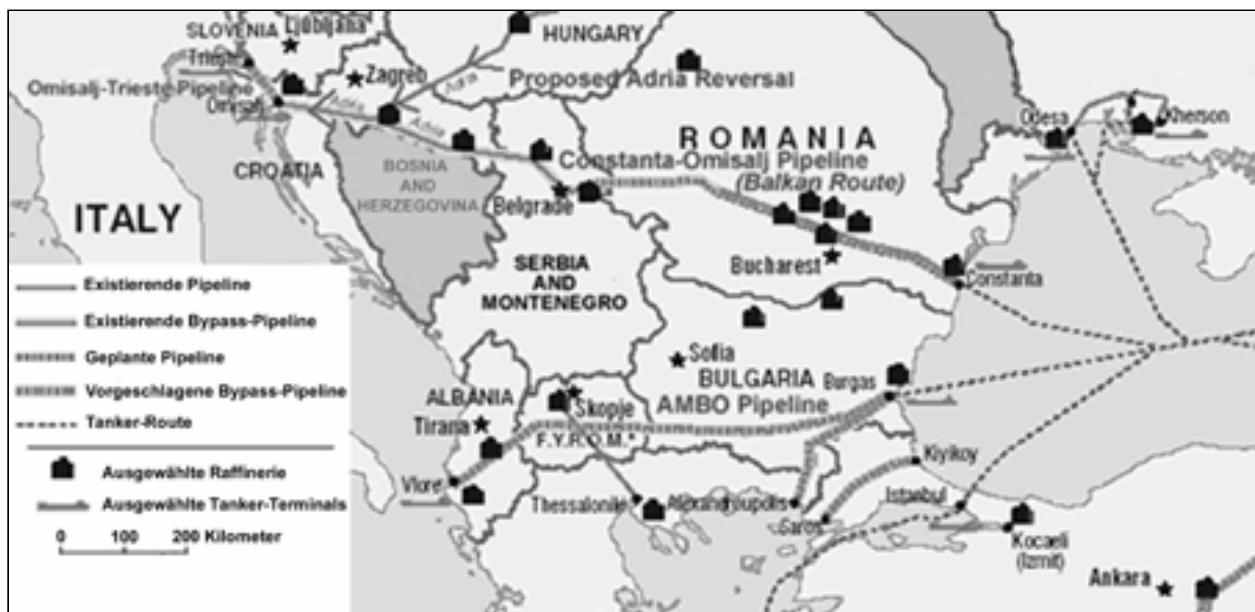 SLOVENIA
Ljubljana
HUNGARY
Trieste
Zagreb
Adria
Proposed Adria Reversal
Omisalj-Trieste Pipeline
Omisalj
Adria
Adria
Odesa
Kherson
ROMANIA
CROATIA
BOSNIA
AND
HERZEGOVINA
Constanta-Omisalj Pipeline
(Balkan Route)
Belgrade
ITALY
Bucharest
Constanta
SERBIA
AND
MONTENEGRO
Existierende Pipeline
Existierende Bypass-Pipeline
Geplante Pipeline
Vorgeschlagene Bypass-Pipeline
Tanker-Route
Ausgewählte Raffinerie
Ausgewählte Tanker-Terminals
0 100 200 Kilometer
Sofia
BULGARIA
Burgas
AMBO Pipeline
ALBANIA
Skopje
Tirana
F.Y.R.O.M.*
Vlore
Kiyikoy
Thessalonile
Alexandroupolis
Saros
Istanbul
Kocaeli
(Izmit)
Ankara